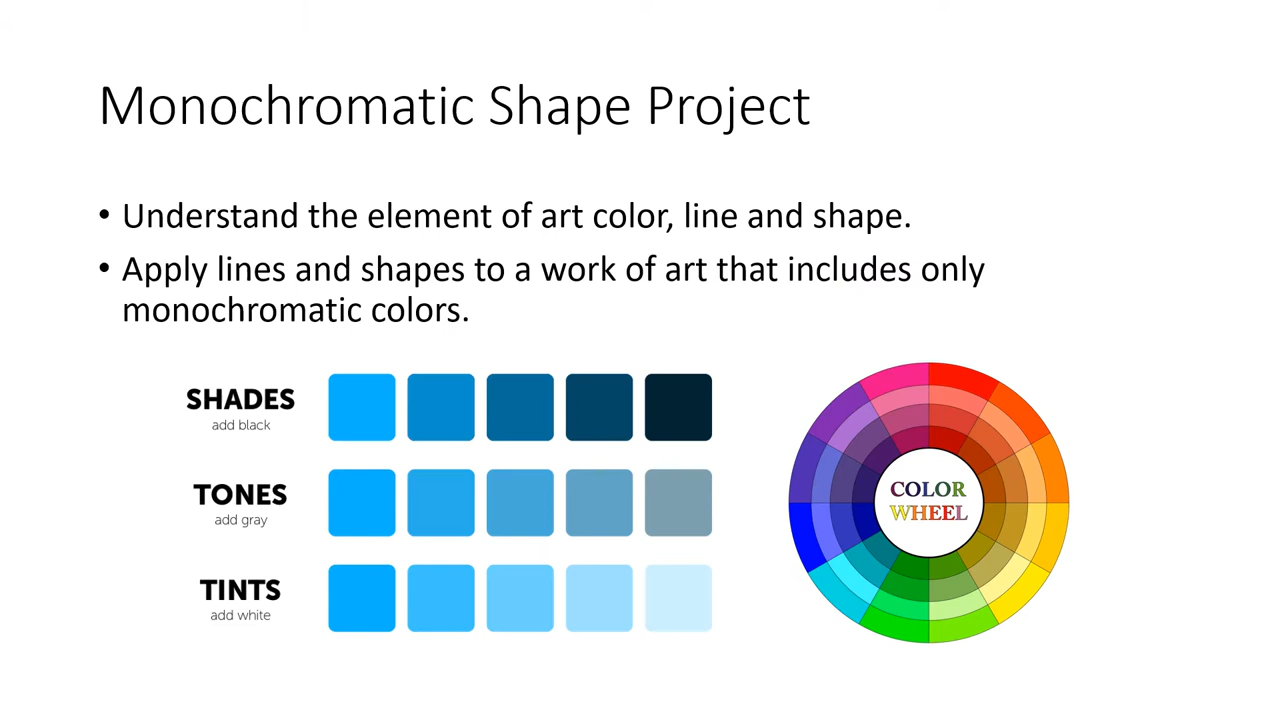 Monochromatic Shape Project
• Understand the element of art color, line and shape.
• Apply lines and shapes to a work of art that includes only
monochromatic colors.
SHADES
add black
TONES
add gray
TINTS
add white
COLOR
WHEEL